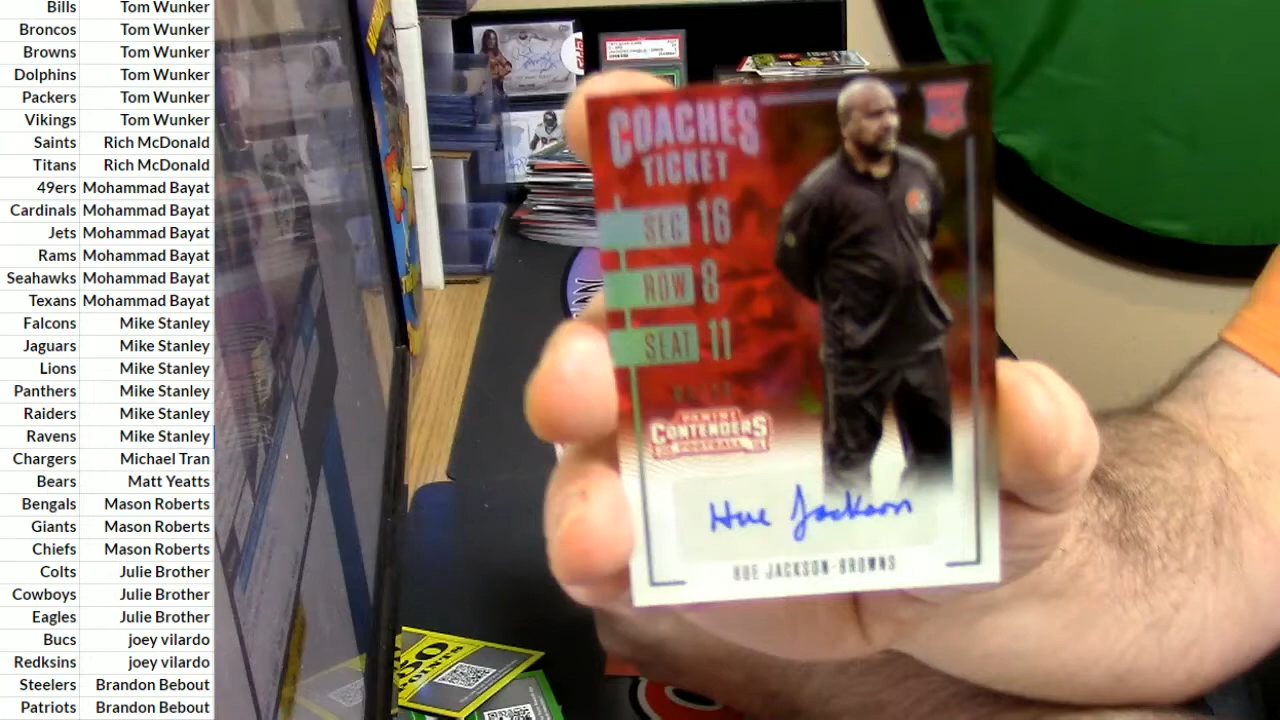 Bills Tom Wunker
Broncos Tom Wunker
Browns Tom Wunker
Dolphins Tom Wunker
Packers Tom Wunker
Vikings Tom Wunker
Saints Rich McDonald
Titans Rich McDonald
49ers Mohammad Bayat
Cardinals Mohammad Bayat
Jets Mohammad Bayat
Rams Mohammad Bayat
Seahawks Mohammad Bayat
Texans Mohammad Bayat
Falcons Mike Stanley
Jaguars Mike Stanley
Lions Mike Stanley
Panthers Mike Stanley
Raiders Mike Stanley
Ravens Mike Stanley
Chargers Michael Tran
Bears Matt Yeatts
Bengals Mason Roberts
Giants Mason Roberts
Chiefs Mason Roberts
Colts Julie Brother
Cowboys Julie Brother
Eagles Julie Brother
Bucs joey vilardo
Redksins joey vilardo
Steelers Brandon Bebout
Patriots Brandon Bebout
COACHES
TICKET
SEC 16
ROW 8
SEAT 11
PANINI
CONTENDERS
FOOTBALL
Hue Jackson
HUE JACKSON-BROWNS